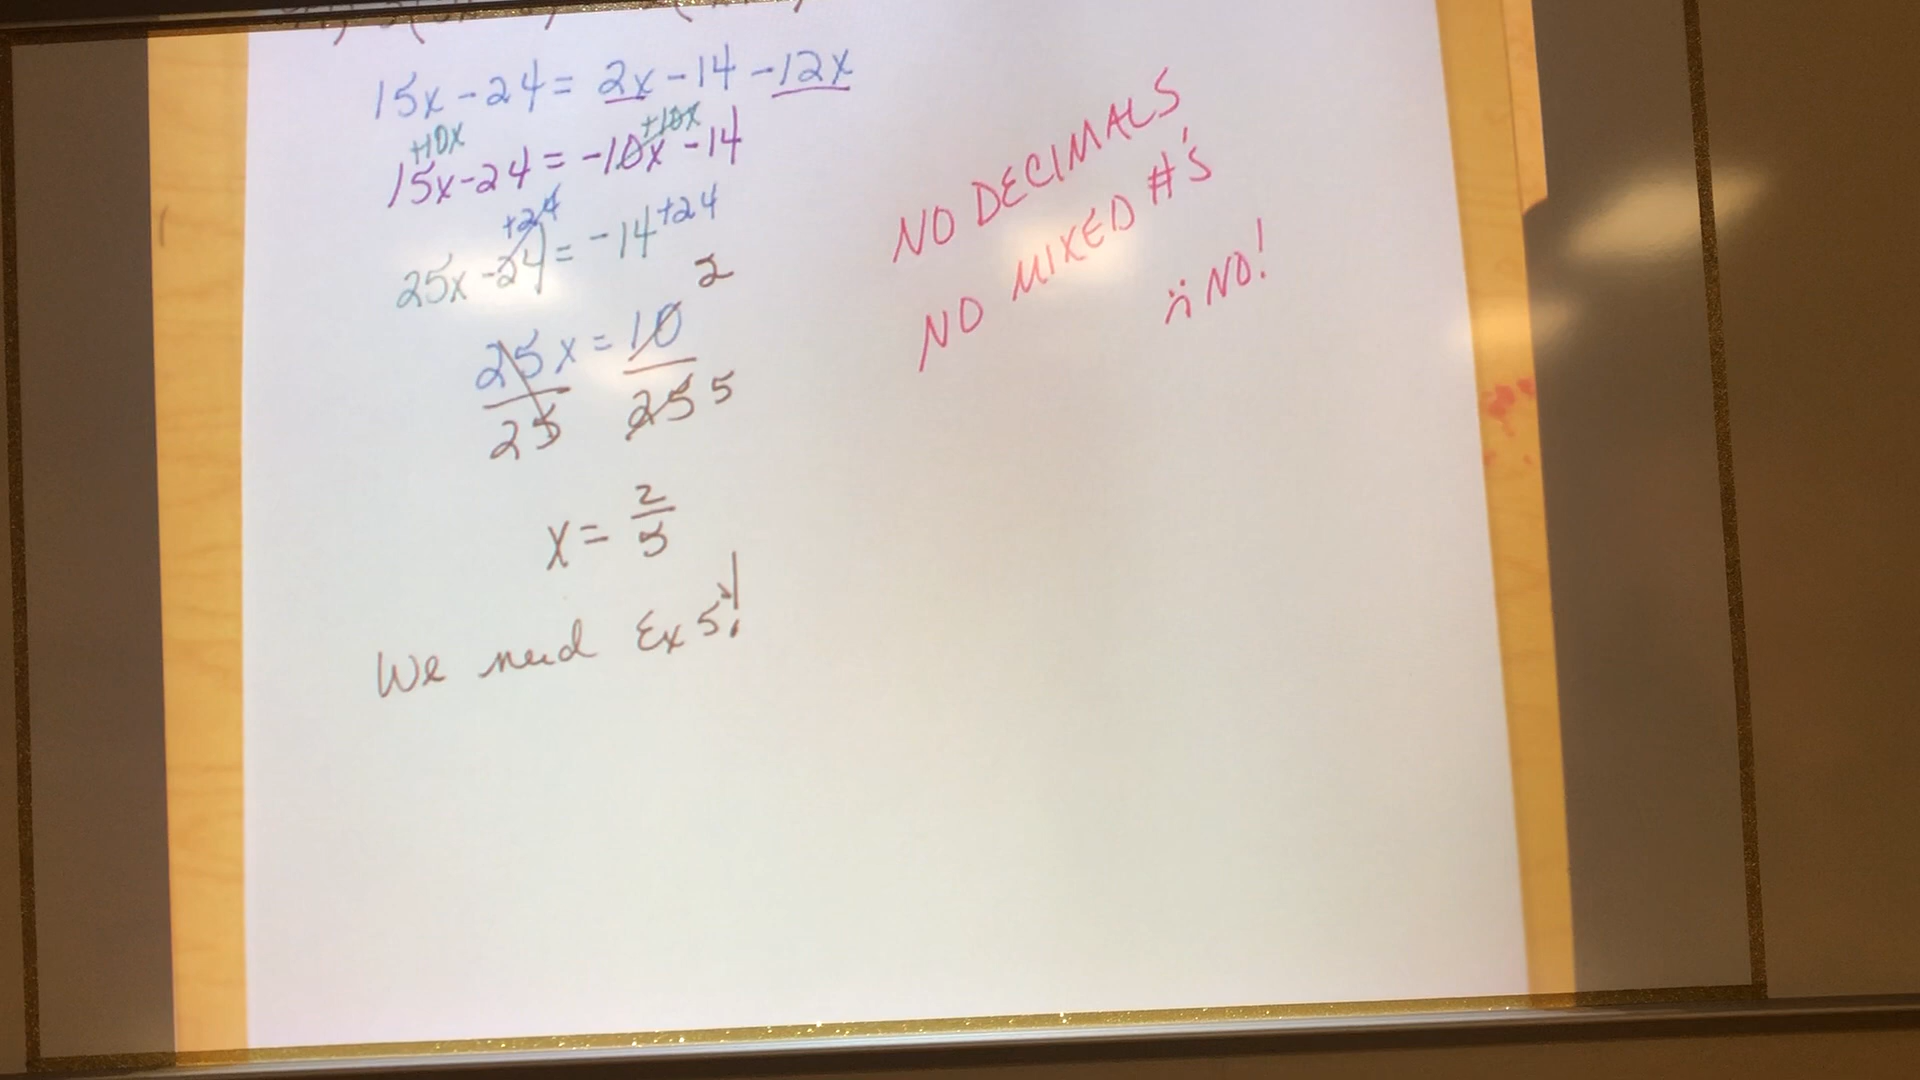 15x - 24 = 2x - 14 - 12x
+10x +10x
15x - 24 = -10x - 14
+24 +24
25x - 24 = -14
2
25x = 10
25 25 5
x = 2/5
We need Ex 5!
NO DECIMALS
NO MIXED #'S
NO!